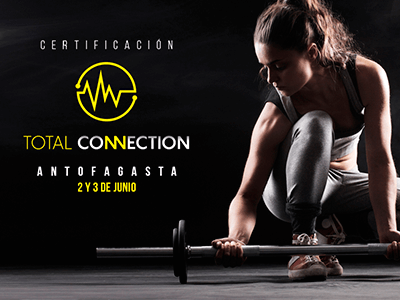 CERTIFICACIÓN
TOTAL CONNECTION
ANTOFAGASTA
2 Y 3 DE JUNIO